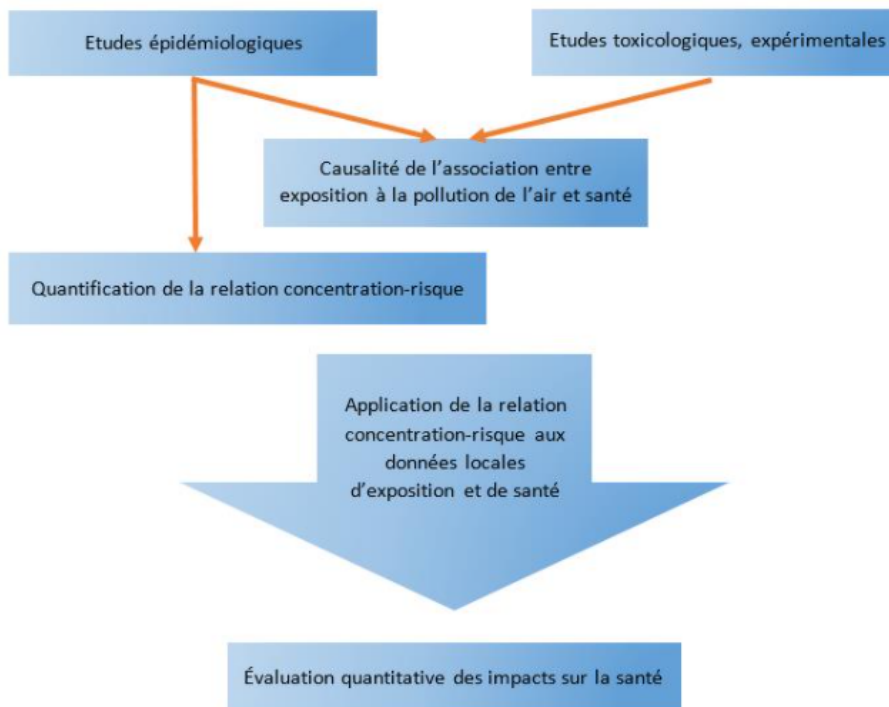 Etudes épidémiologiques
Etudes toxicologiques, expérimentales
Causalité de l'association entre
exposition à la pollution de l'air et santé
Quantification de la relation concentration-risque
Application de la relation
concentration-risque aux
données locales
d'exposition et de santé
Évaluation quantitative des impacts sur la santé